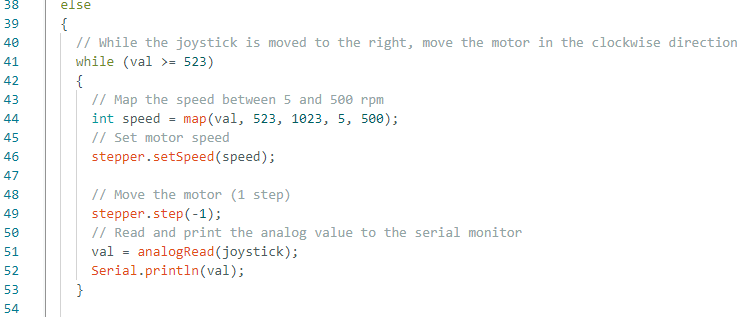 38 else
39 {
40 // While the joystick is moved to the right, move the motor in the clockwise direction
41 while (val >= 523)
42 {
43 // Map the speed between 5 and 500 rpm
44 int speed = map(val, 523, 1023, 5, 500);
45 // Set motor speed
46 stepper.setSpeed(speed);
47
48 // Move the motor (1 step)
49 stepper.step(-1);
50 // Read and print the analog value to the serial monitor
51 val = analogRead(joystick);
52 Serial.println(val);
53 }
54